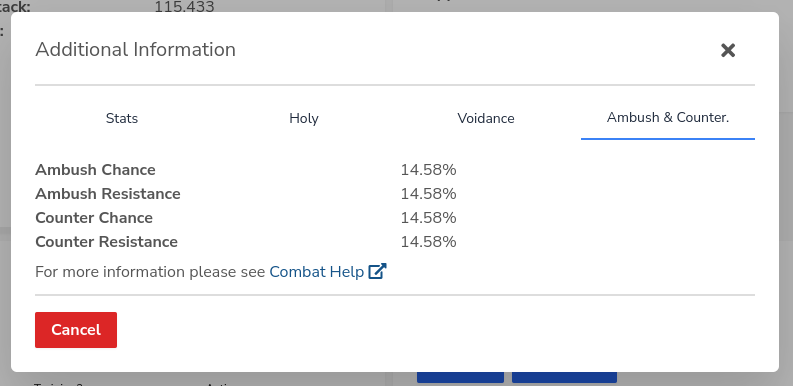 tack: 115,433
Additional Information
Stats Holy Voidance Ambush & Counter.
Ambush Chance 14.58%
Ambush Resistance 14.58%
Counter Chance 14.58%
Counter Resistance 14.58%
For more information please see Combat Help
Cancel